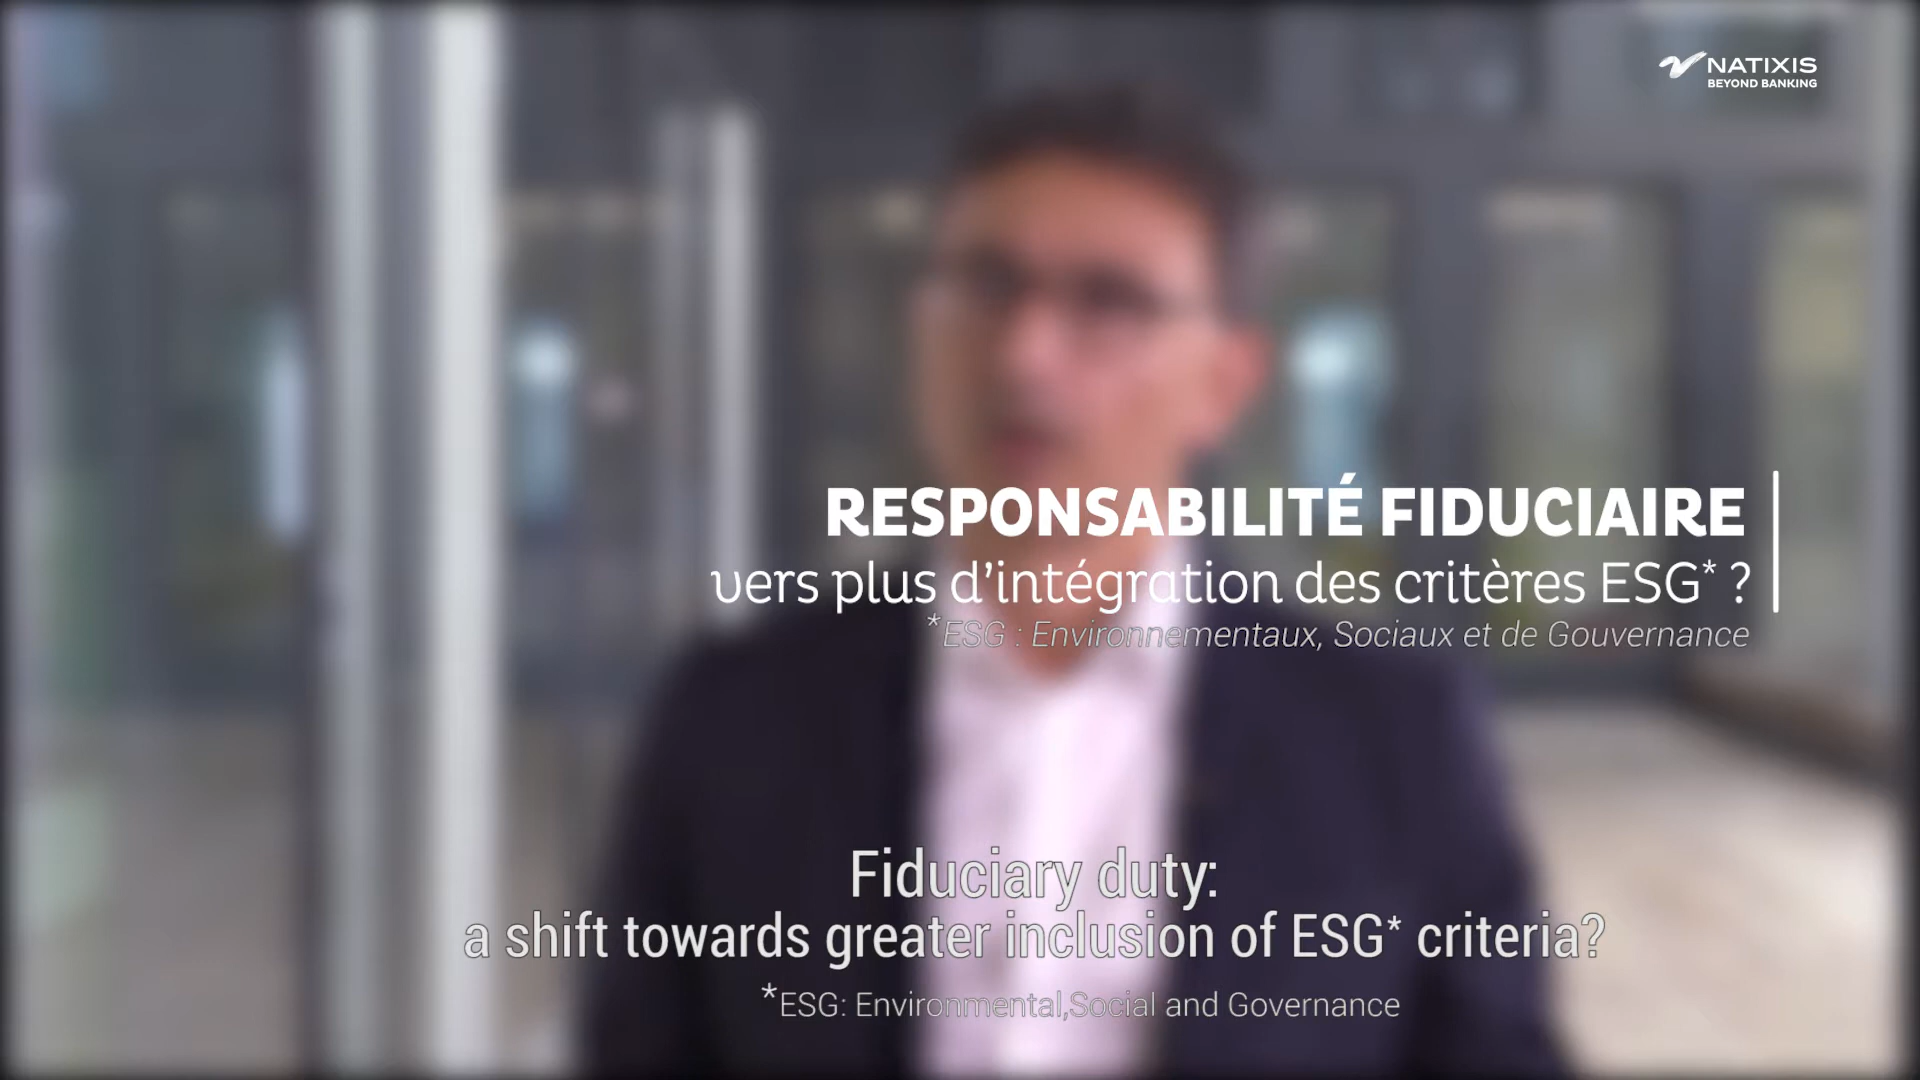 NATIXIS
BEYOND BANKING
RESPONSABILITÉ FIDUCIAIRE
vers plus d'intégration des critères ESG* ?
*ESG : Environnementaux, Sociaux et de Gouvernance
Fiduciary duty:
a shift towards greater inclusion of ESG* criteria?
*ESG: Environmental,Social and Governance